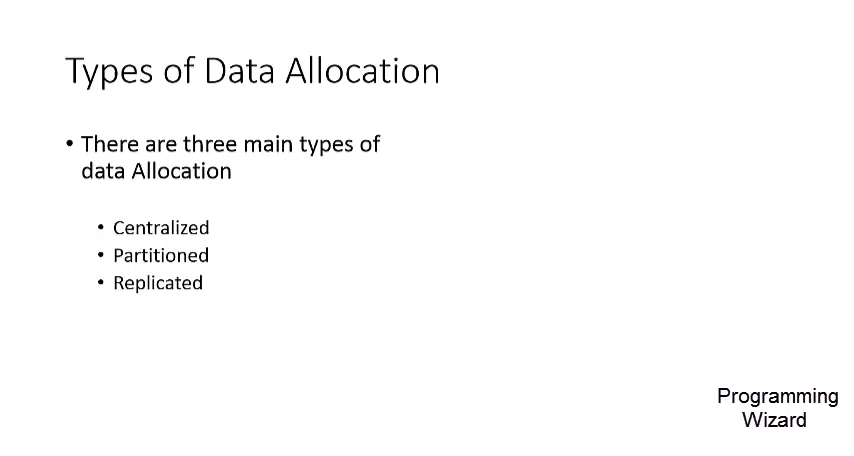 Types of Data Allocation
• There are three main types of
data Allocation
• Centralized
• Partitioned
• Replicated
Programming
Wizard